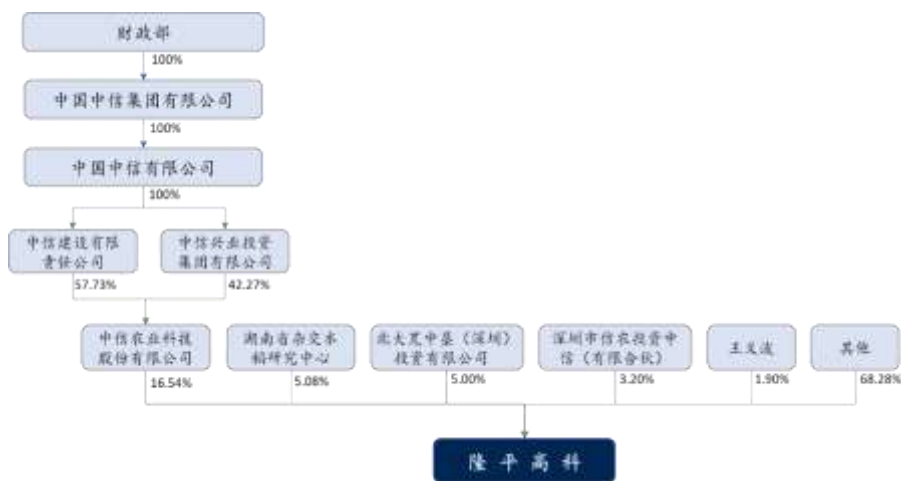 财政部
100%
中国中信集团有限公司
100%
中国中信有限公司
100%
中信建设有限
责任公司
中信兴业投资
集团有限公司
57.73%
42.27%
中信农业科技
股份有限公司
湖南省杂交水
稻研究中心
北大荒中垦（深圳）
投资有限公司
深圳市信农投资中
信（有限合伙）
王义波
其他
16.54%
5.08%
5.00%
3.20%
1.90%
68.28%
隆平高科